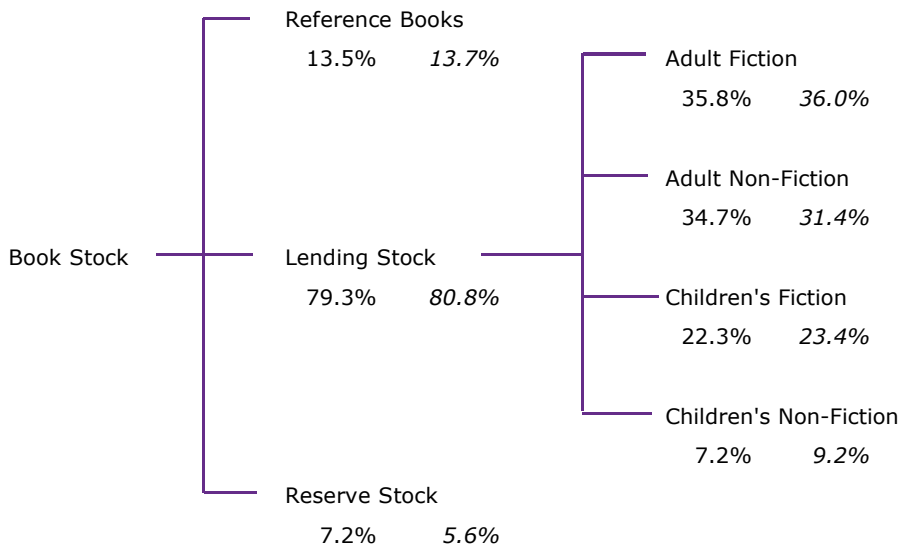 Reference Books
13.5% 13.7%
Adult Fiction
35.8% 36.0%
Adult Non-Fiction
34.7% 31.4%
Book Stock
Lending Stock
79.3% 80.8%
Children's Fiction
22.3% 23.4%
Children's Non-Fiction
7.2% 9.2%
Reserve Stock
7.2% 5.6%